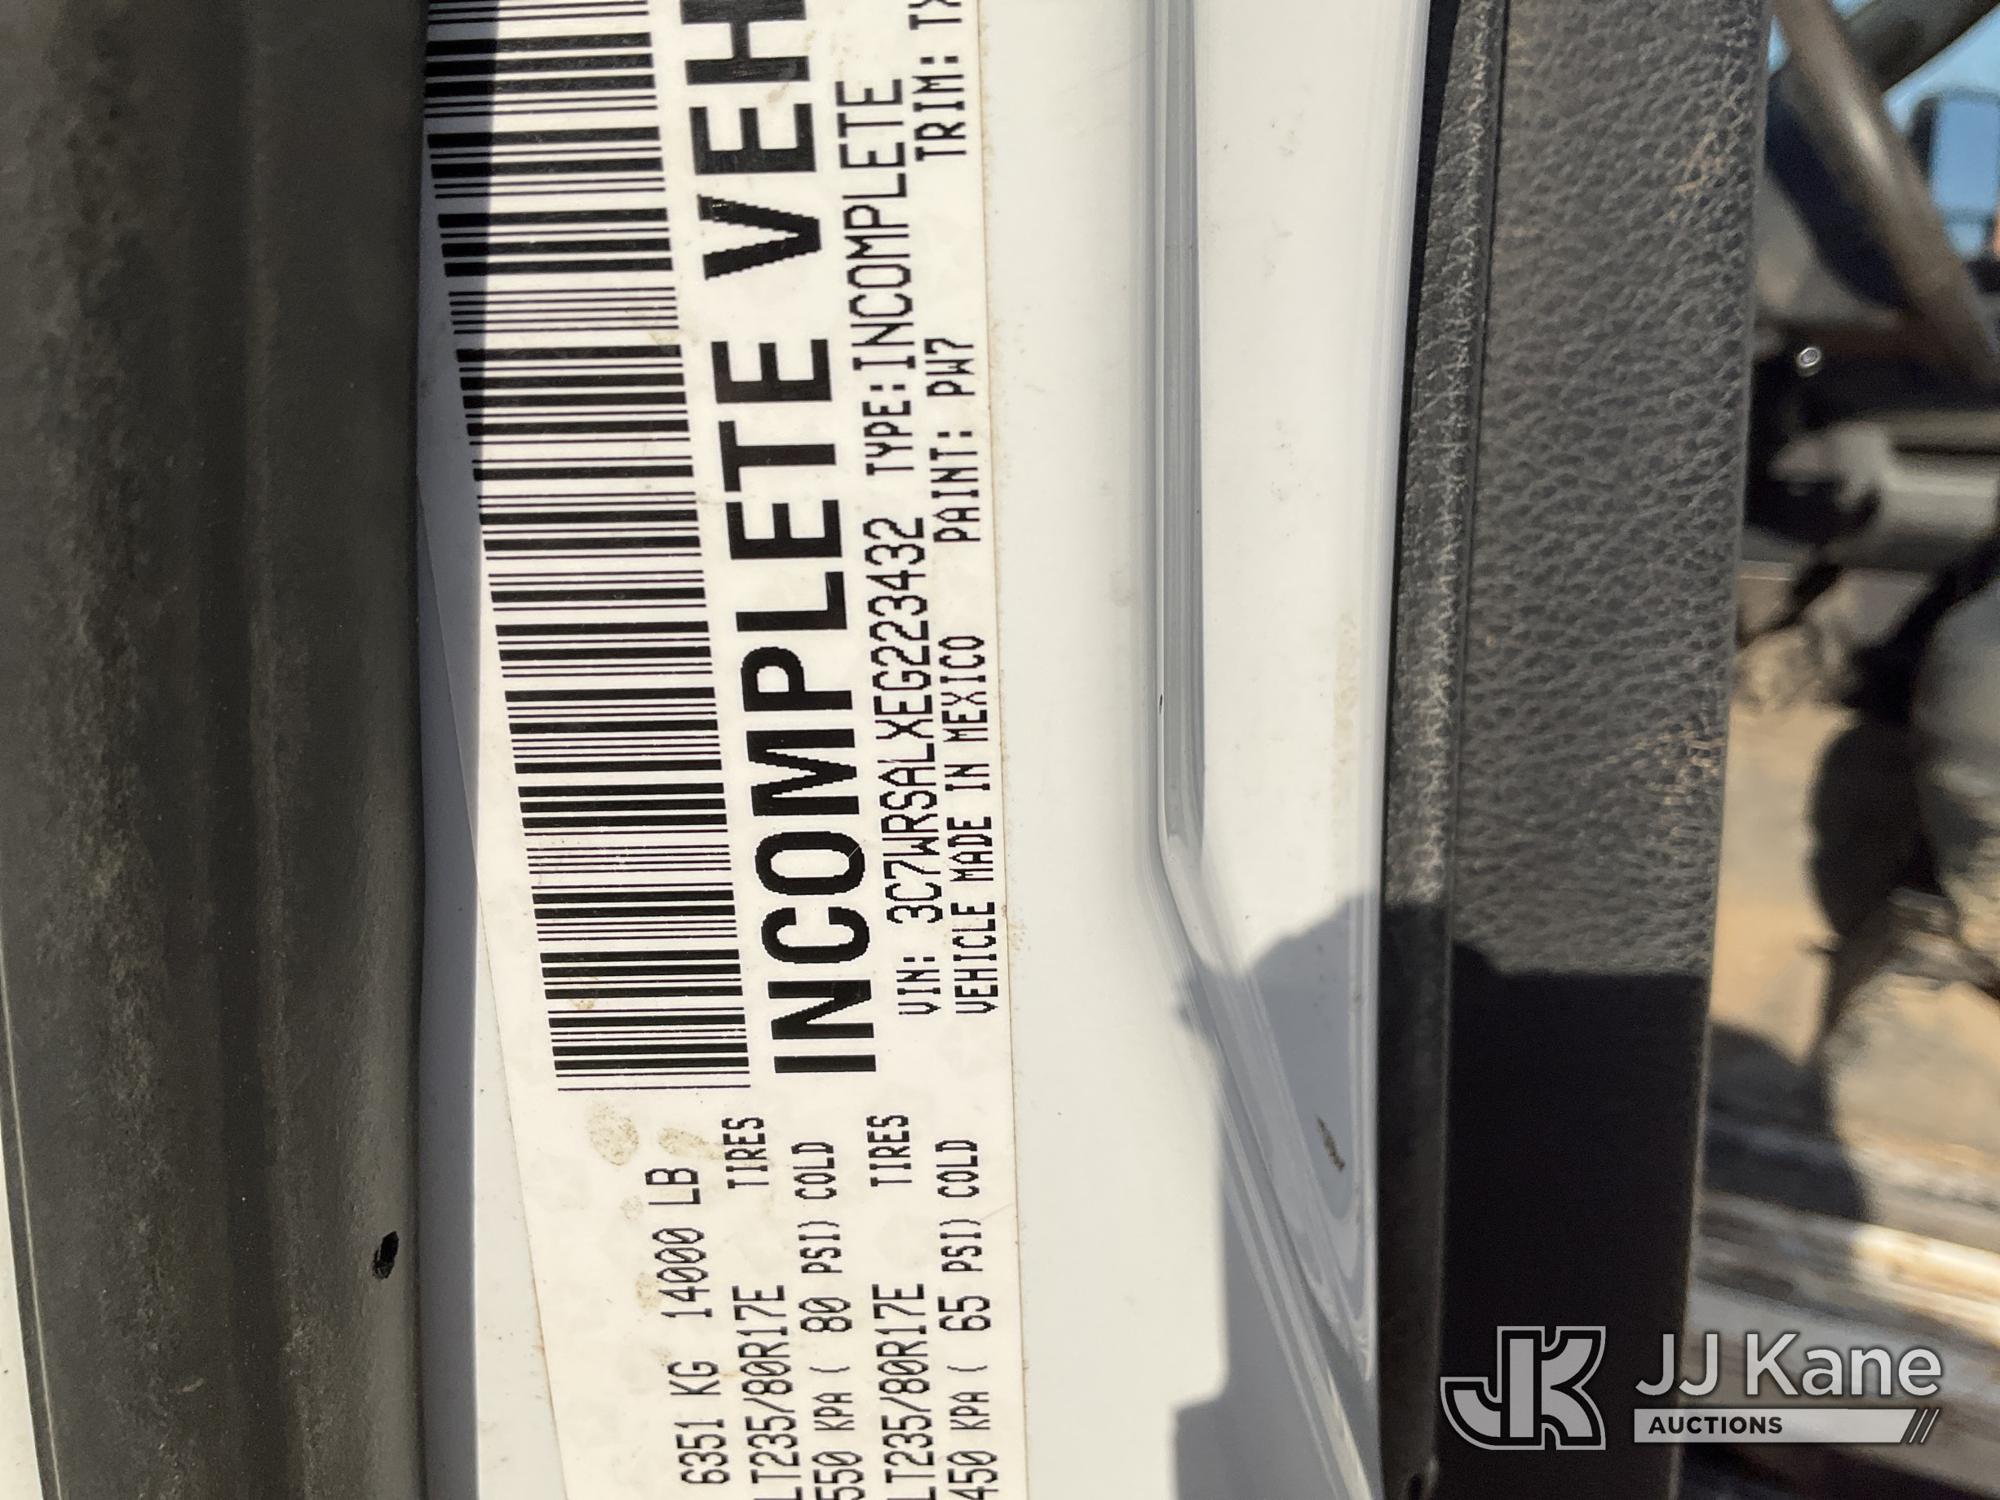 6351 KG 14000 LB
TIRES
LT235/80R17E
550 KPA ( 80 PSI) COLD
TIRES
LT235/80R17E
450 KPA ( 65 PSI) COLD
INCOMPLETE VEH
VIN: 3C7WRSALXEG223432 TYPE:INCOMPLETE
VEHICLE MADE IN MEXICO PAINT: PW7 TRIM: TX
JK JJ Kane
AUCTIONS